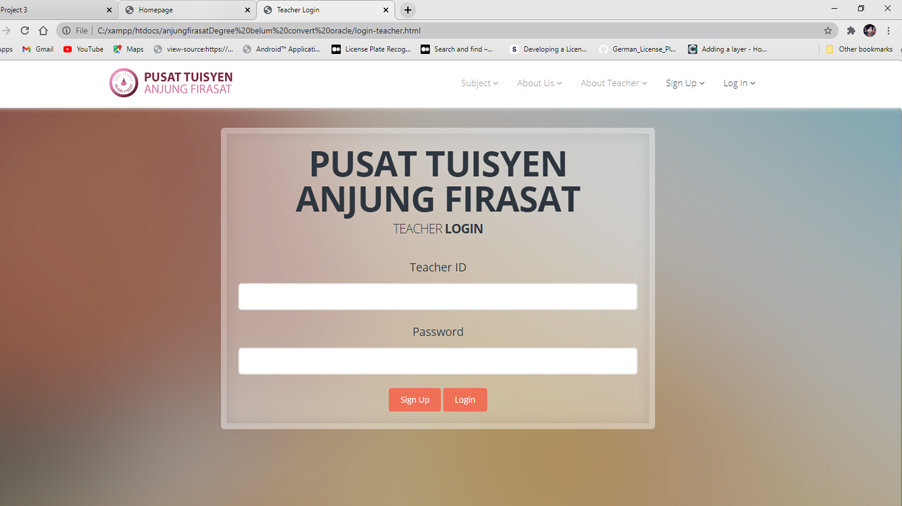 Project 3
Homepage
Teacher Login
File C:/xampp/htdocs/anjungfirasatDegree%20belum%20convert%20oracle/login-teacher.html
Apps
Gmail
YouTube
Maps
view-source:https://...
Android™ Applicati...
License Plate Recog...
Search and find –...
Developing a Licen...
German_License_Pl...
Adding a layer - Ho...
Other bookmarks
PUSAT TUISYEN
ANJUNG FIRASAT
Subject
About Us
About Teacher
Sign Up
Log In
PUSAT TUISYEN
ANJUNG FIRASAT
TEACHER LOGIN
Teacher ID
Password
Sign Up
Login